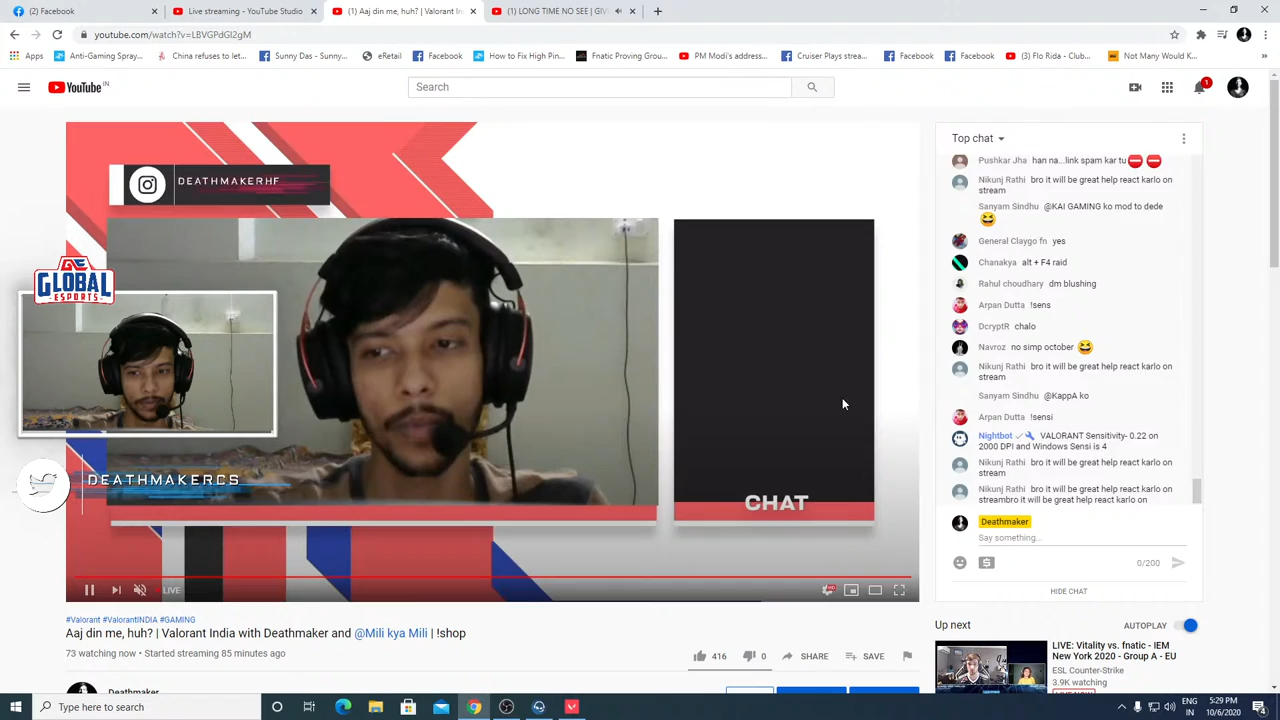 (2) Facebook
Live streaming - YouTube Studio
(1) Aaj din me, huh? | Valorant In
(1) LONG TIME NO SEE | GIV
youtube.com/watch?v=LBVGPdGI2gM
Apps
Anti-Gaming Spray...
China refuses to let...
Sunny Das - Sunny...
eRetail
Facebook
How to Fix High Pin...
Fnatic Proving Grou...
PM Modi's address...
Cruiser Plays strea...
Facebook
Facebook
(3) Flo Rida - Club...
Not Many Would K...
YouTube IN
Search
1
DEATHMAKERHF
GE
GLOBAL
ESPORTS
DEATHMAKERCS
CHAT
LIVE
HD
#Valorant #ValorantINDIA #GAMING
Aaj din me, huh? | Valorant India with Deathmaker and @Mili kya Mili | !shop
73 watching now • Started streaming 85 minutes ago
416
0
SHARE
SAVE
Deathmaker
Top chat
Pushkar Jha han na...link spam kar tu
Nikunj Rathi bro it will be great help react karlo on
stream
Sanyam Sindhu @KAI GAMING ko mod to dede
General Claygo fn yes
Chanakya alt + F4 raid
Rahul choudhary dm blushing
Arpan Dutta !sens
DcryptR chalo
Navroz no simp october
Nikunj Rathi bro it will be great help react karlo on
stream
Sanyam Sindhu @KappA ko
Arpan Dutta !sensi
Nightbot VALORANT Sensitivity- 0.22 on
2000 DPI and Windows Sensi is 4
Nikunj Rathi bro it will be great help react karlo on
stream
Nikunj Rathi bro it will be great help react karlo on
streambro it will be great help react karlo on
Deathmaker
Say something...
0/200
HIDE CHAT
Up next
AUTOPLAY
LIVE: Vitality vs. fnatic - IEM
New York 2020 - Group A - EU
ESL Counter-Strike
3.9K watching
LIVE NOW
Type here to search
ENG
IN
5:29 PM
10/6/2020
4